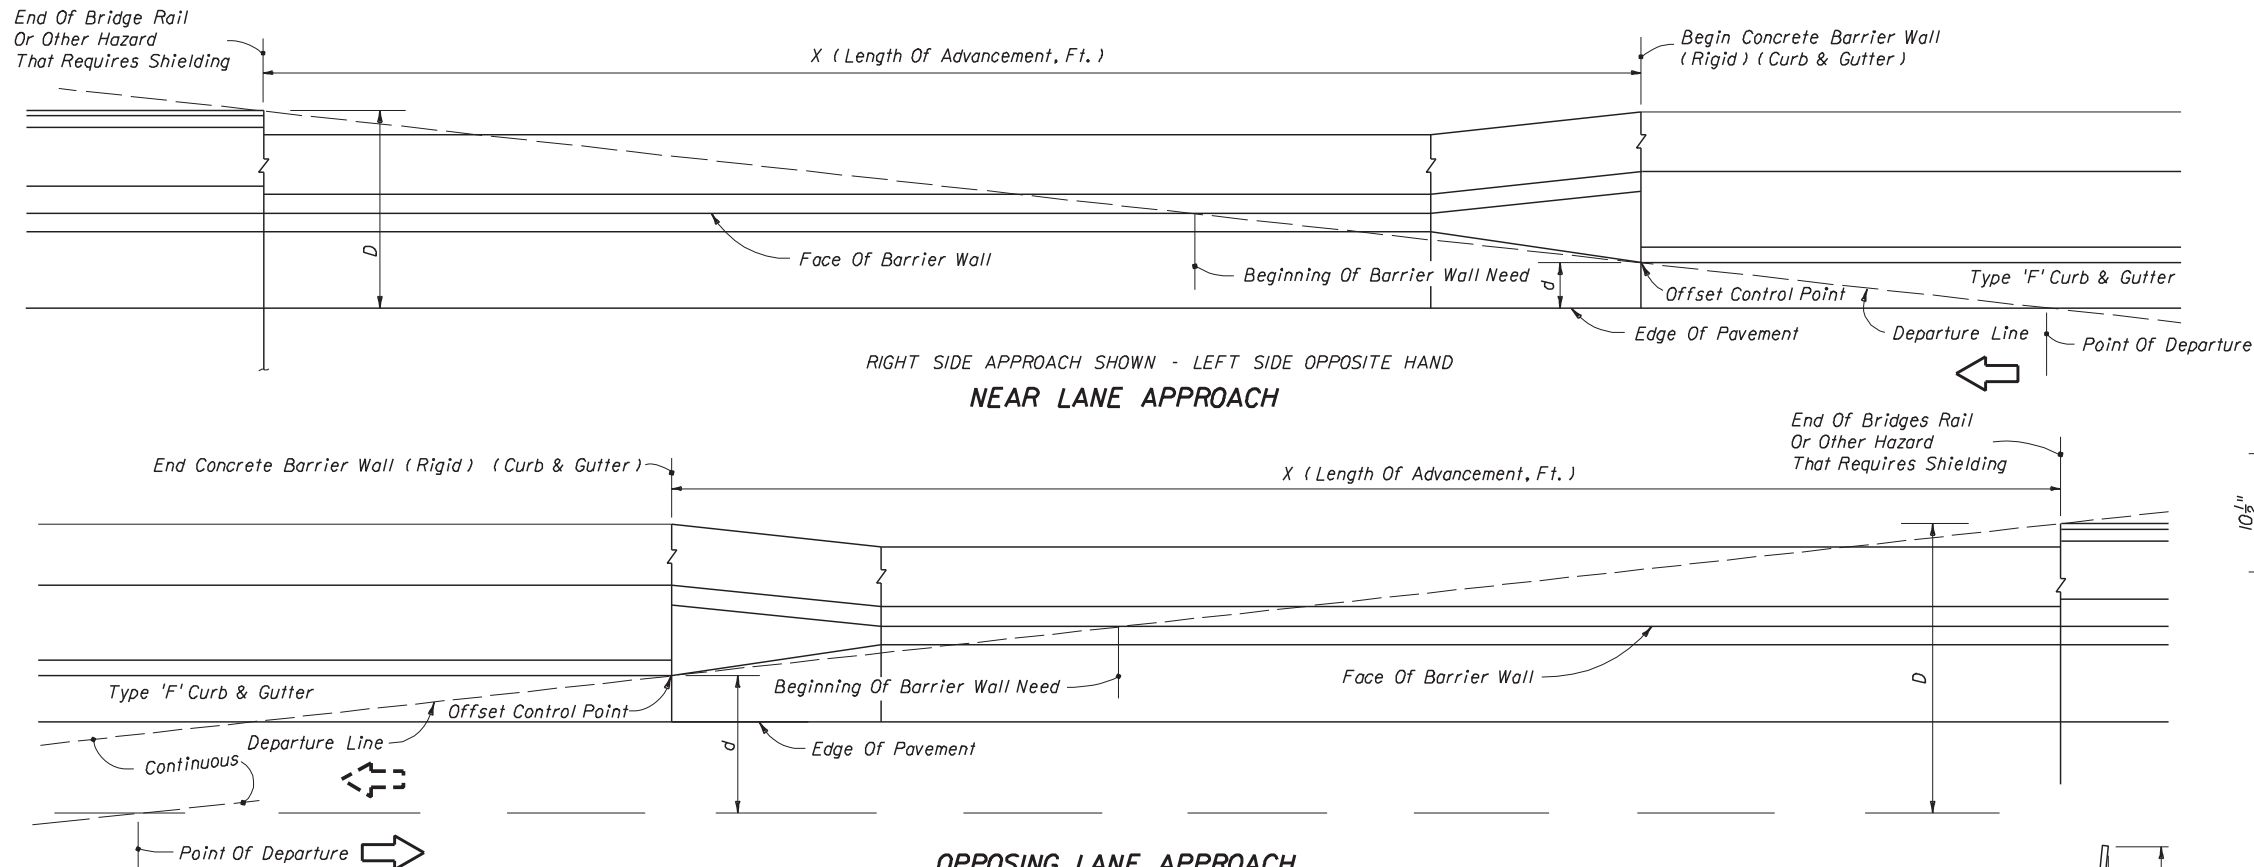 End Of Bridge Rail
Or Other Hazard
That Requires Shielding
X ( Length Of Advancement, Ft. )
Begin Concrete Barrier Wall
( Rigid ) ( Curb & Gutter )
D
Face Of Barrier Wall
Beginning Of Barrier Wall Need
d
Offset Control Point
Type 'F' Curb & Gutter
Edge Of Pavement
Departure Line
Point Of Departure
RIGHT SIDE APPROACH SHOWN - LEFT SIDE OPPOSITE HAND
NEAR LANE APPROACH
End Of Bridges Rail
Or Other Hazard
That Requires Shielding
End Concrete Barrier Wall ( Rigid ) ( Curb & Gutter )
X ( Length Of Advancement, Ft. )
10½"
Type 'F' Curb & Gutter
Offset Control Point
Beginning Of Barrier Wall Need
Face Of Barrier Wall
D
Departure Line
d
Edge Of Pavement
Continuous
Point Of Departure
OPPOSING LANE APPROACH